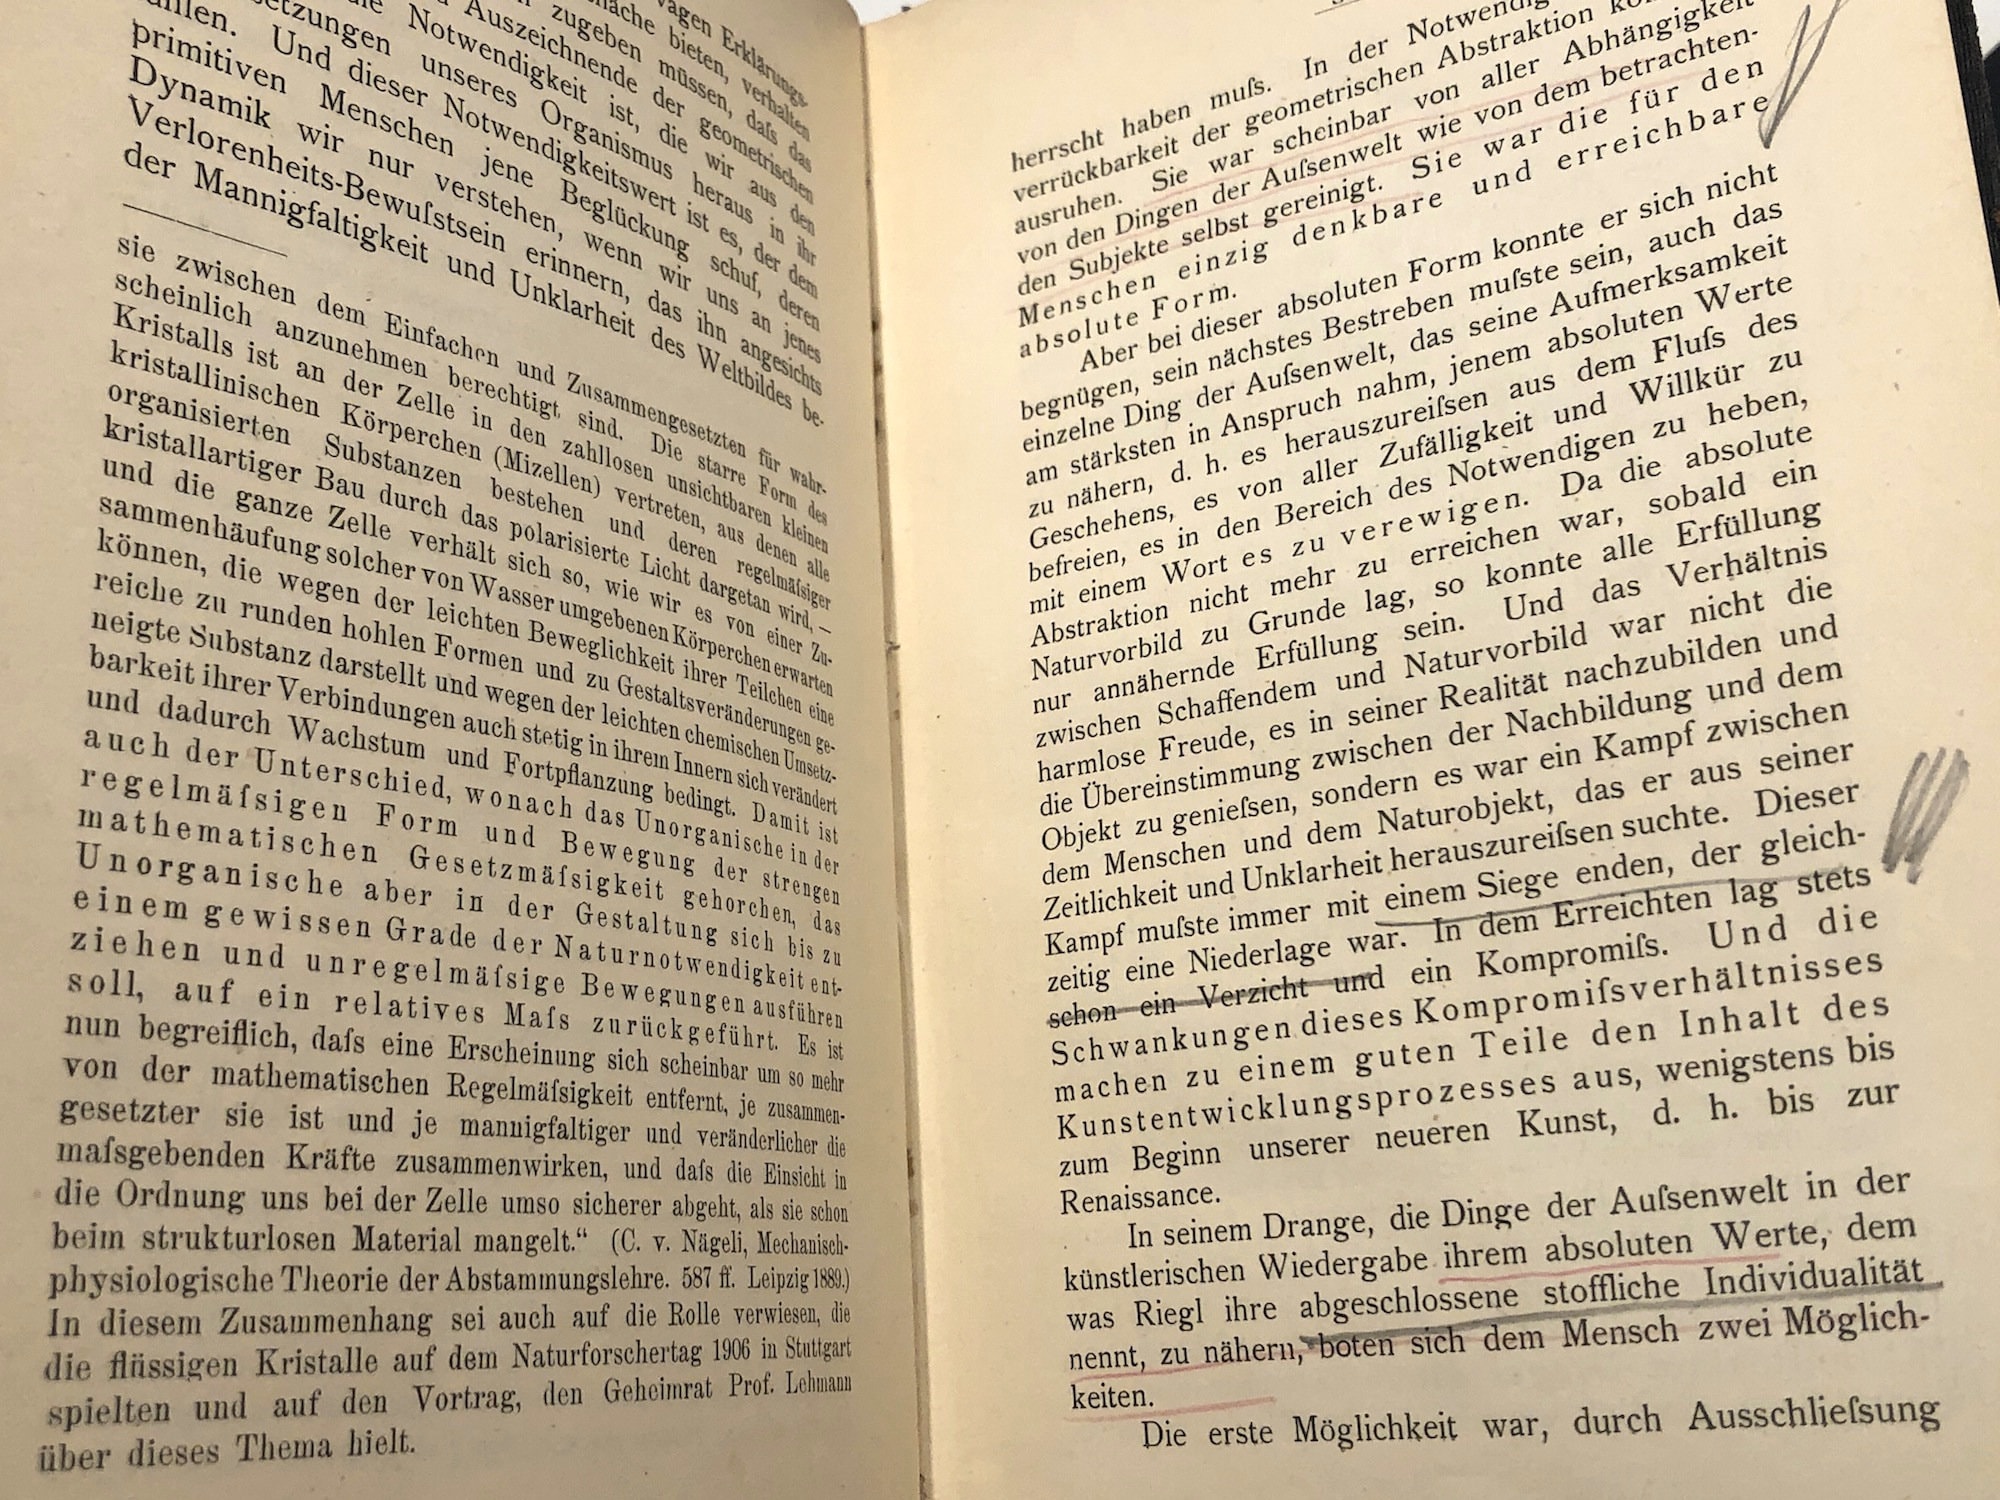 vagen Erklärungs-
bieten, verhalten
zugeben müssen, dafs das
Auszeichnende der geometrischen
Notwendigkeit ist, die wir aus den
setzungen unseres Organismus heraus in ihr
Und dieser Notwendigkeitswert ist es, der dem
primitiven Menschen jene Beglückung schuf, deren
Dynamik wir nur verstehen, wenn wir uns an jenes
Verlorenheits-Bewufstsein erinnern, das ihn angesichts
der Mannigfaltigkeit und Unklarheit des Weltbildes be-
sie zwischen dem Einfachen und Zusammengesetzten für wahr-
scheinlich anzunehmen berechtigt sind. Die starre Form des
Kristalls ist an der Zelle in den zahllosen unsichtbaren kleinen
kristallinischen Körperchen (Mizellen) vertreten, aus denen alle
organisierten Substanzen bestehen und deren regelmäfsiger
kristallartiger Bau durch das polarisierte Licht dargetan wird, —
und die ganze Zelle verhält sich so, wie wir es von einer Zu-
sammenhäufung solcher von Wasser umgebenen Körperchen erwarten
können, die wegen der leichten Beweglichkeit ihrer Teilchen eine
reiche zu runden hohlen Formen und zu Gestaltsveränderungen ge-
neigte Substanz darstellt und wegen der leichten chemischen Umsetz-
barkeit ihrer Verbindungen auch stetig in ihrem Innern sich verändert
und dadurch Wachstum und Fortpflanzung bedingt. Damit ist
auch der Unterschied, wonach das Unorganische in der
regelmäfsigen Form und Bewegung der strengen
mathematischen Gesetzmäfsigkeit gehorchen, das
Unorganische aber in der Gestaltung sich bis zu
einem gewissen Grade der Naturnotwendigkeit ent-
ziehen und unregelmäfsige Bewegungen ausführen
soll, auf ein relatives Mafs zurückgeführt. Es ist
nun begreiflich, dafs eine Erscheinung sich scheinbar um so mehr
von der mathematischen Regelmäfsigkeit entfernt, je zusammen-
gesetzter sie ist und je mannigfaltiger und veränderlicher die
mafsgebenden Kräfte zusammenwirken, und dafs die Einsicht in
die Ordnung uns bei der Zelle umso sicherer abgeht, als sie schon
beim strukturlosen Material mangelt.“ (C. v. Nägeli, Mechanisch-
physiologische Theorie der Abstammungslehre. 587 ff. Leipzig 1889.)
In diesem Zusammenhang sei auch auf die Rolle verwiesen, die
die flüssigen Kristalle auf dem Naturforschertag 1906 in Stuttgart
spielten und auf den Vortrag, den Geheimrat Prof. Lehmann
über dieses Thema hielt.
herrscht haben mufs. In der
verrückbarkeit der geometrischen Abstraktion
ausruhen. Sie war scheinbar von aller Abhängigkeit
von den Dingen der Aufsenwelt wie von dem betrachten-
den Subjekte selbst gereinigt. Sie war die für den
Menschen einzig denkbare und erreichbare
absolute Form.
Aber bei dieser absoluten Form konnte er sich nicht
begnügen, sein nächstes Bestreben mufste sein, auch das
einzelne Ding der Aufsenwelt, das seine Aufmerksamkeit
am stärksten in Anspruch nahm, jenem absoluten Werte
zu nähern, d. h. es herauszureifsen aus dem Flufs des
Geschehens, es von aller Zufälligkeit und Willkür zu
befreien, es in den Bereich des Notwendigen zu heben,
mit einem Wort es zu verewigen. Da die absolute
Abstraktion nicht mehr zu erreichen war, sobald ein
Naturvorbild zu Grunde lag, so konnte alle Erfüllung
nur annähernde Erfüllung sein. Und das Verhältnis
zwischen Schaffendem und Naturvorbild war nicht die
harmlose Freude, es in seiner Realität nachzubilden und
die Übereinstimmung zwischen der Nachbildung und dem
Objekt zu geniefsen, sondern es war ein Kampf zwischen
dem Menschen und dem Naturobjekt, das er aus seiner
Zeitlichkeit und Unklarheit herauszureifsen suchte. Dieser
Kampf mufste immer mit einem Siege enden, der gleich-
zeitig eine Niederlage war. In dem Erreichten lag stets
schon ein Verzicht und ein Kompromifs. Und die
Schwankungen dieses Kompromifsverhältnisses
machen zu einem guten Teile den Inhalt des
Kunstentwicklungsprozesses aus, wenigstens bis
zum Beginn unserer neueren Kunst, d. h. bis zur
Renaissance.
In seinem Drange, die Dinge der Aufsenwelt in der
künstlerischen Wiedergabe ihrem absoluten Werte, dem
was Riegl ihre abgeschlossene stoffliche Individualität
nennt, zu nähern, boten sich dem Mensch zwei Möglich-
keiten.
Die erste Möglichkeit war, durch Ausschliefsung